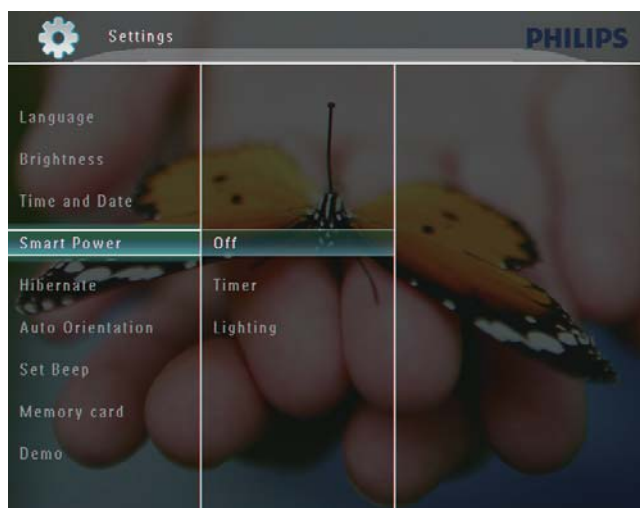 Settings
PHILIPS
Language
Brightness
Time and Date
Smart Power
Off
Hibernate
Timer
Auto Orientation
Lighting
Set Beep
Memory card
Demo